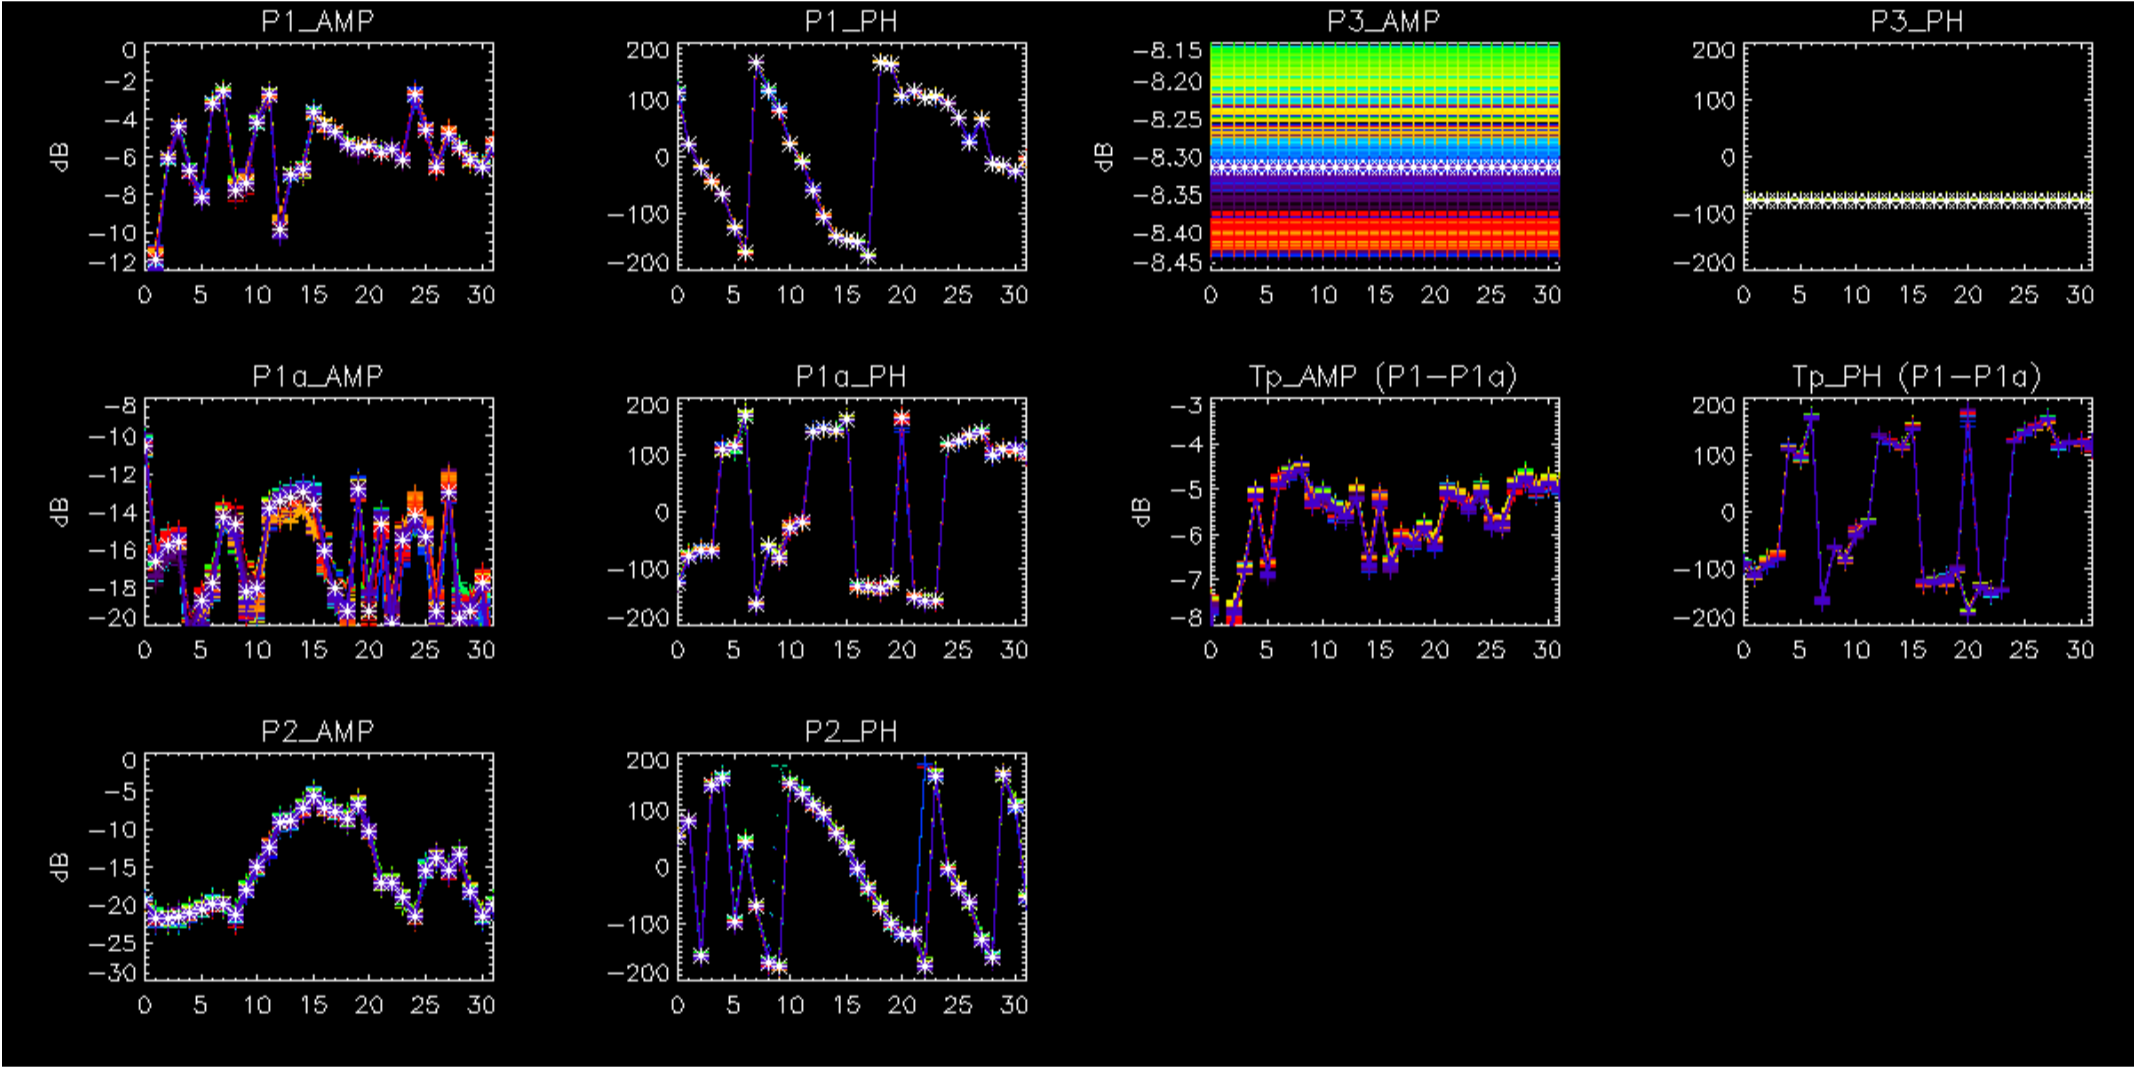 P1_AMP
0
−2
−4
−6
−8
−10
−12
dB
0 5 10 15 20 25 30
P1_PH
200
100
0
−100
−200
0 5 10 15 20 25 30
P3_AMP
−8.15
−8.20
−8.25
−8.30
−8.35
−8.40
−8.45
dB
0 5 10 15 20 25 30
P3_PH
200
100
0
−100
−200
0 5 10 15 20 25 30
P1a_AMP
−8
−10
−12
−14
−16
−18
−20
dB
0 5 10 15 20 25 30
P1a_PH
200
100
0
−100
−200
0 5 10 15 20 25 30
Tp_AMP (P1−P1a)
−3
−4
−5
−6
−7
−8
dB
0 5 10 15 20 25 30
Tp_PH (P1−P1a)
200
100
0
−100
−200
0 5 10 15 20 25 30
P2_AMP
0
−5
−10
−15
−20
−25
−30
dB
0 5 10 15 20 25 30
P2_PH
200
100
0
−100
−200
0 5 10 15 20 25 30